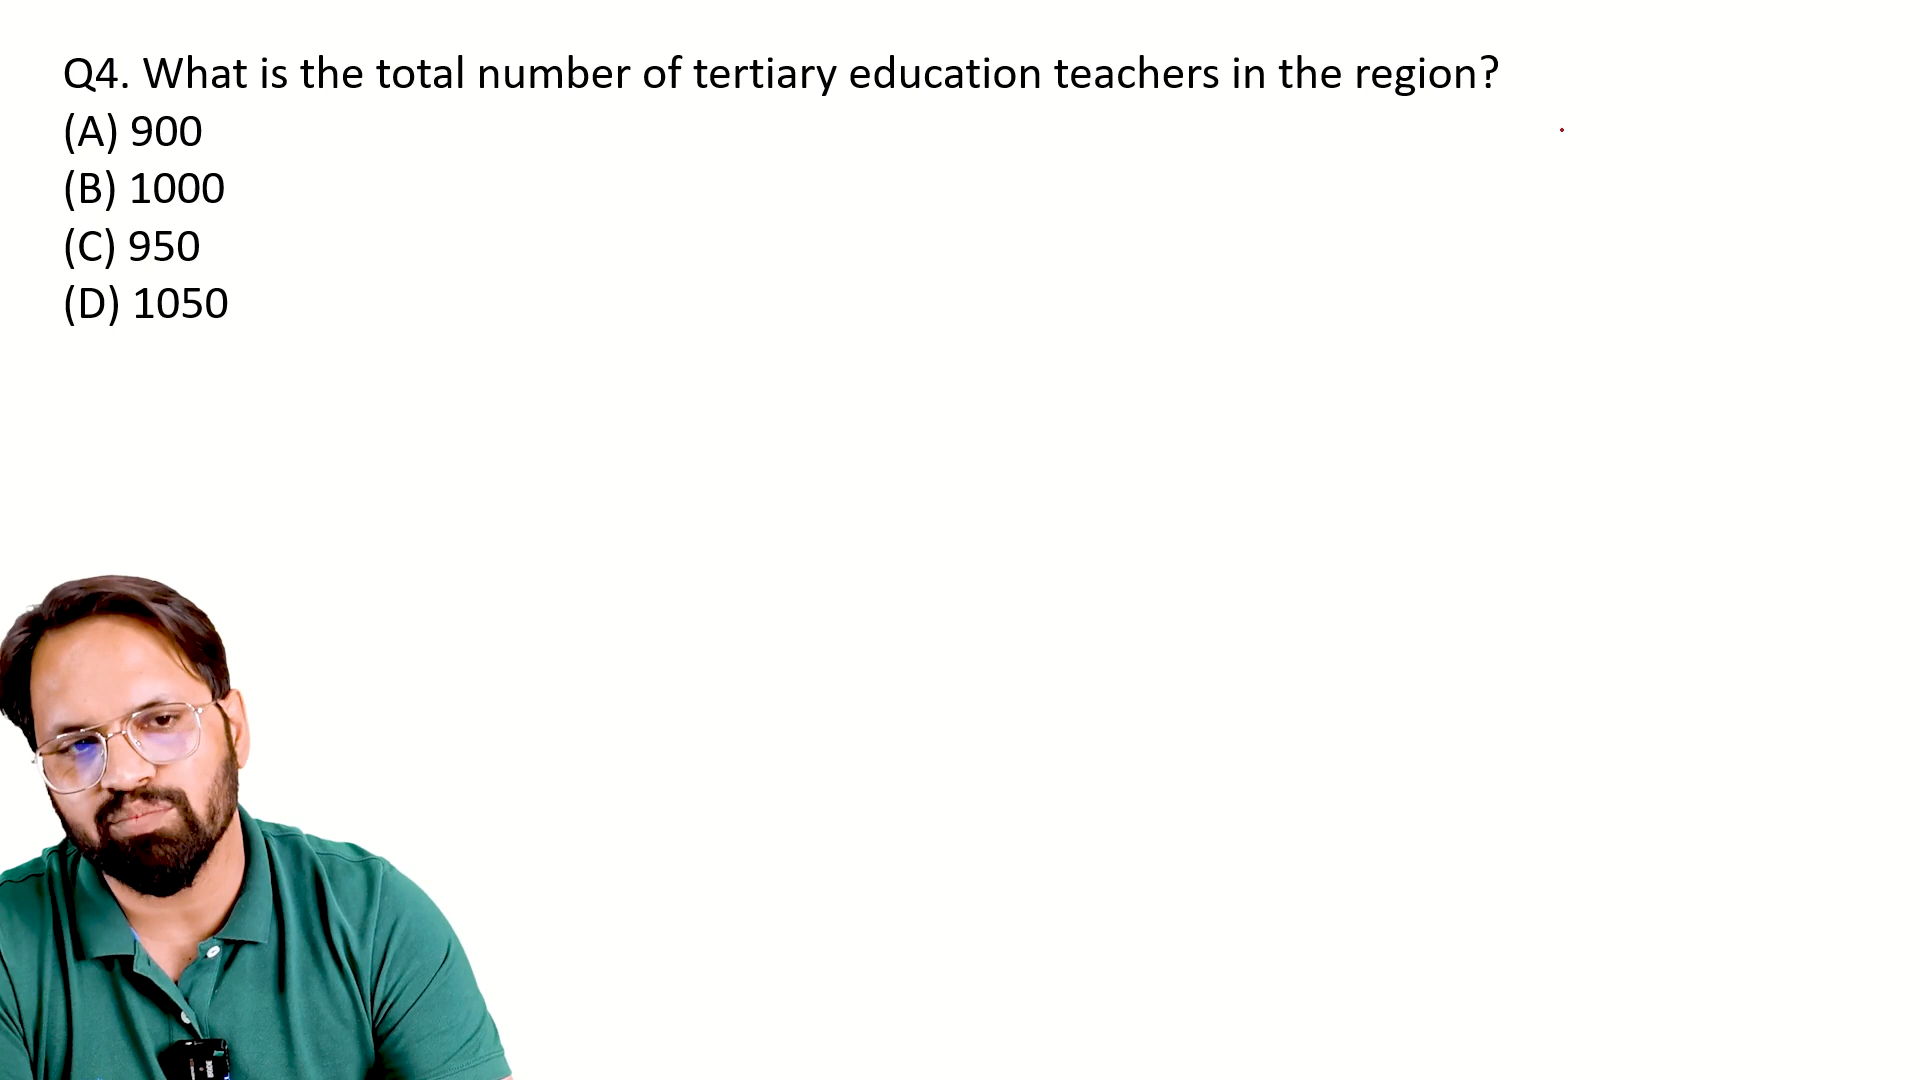 Q4. What is the total number of tertiary education teachers in the region?
(A) 900
(B) 1000
(C) 950
(D) 1050